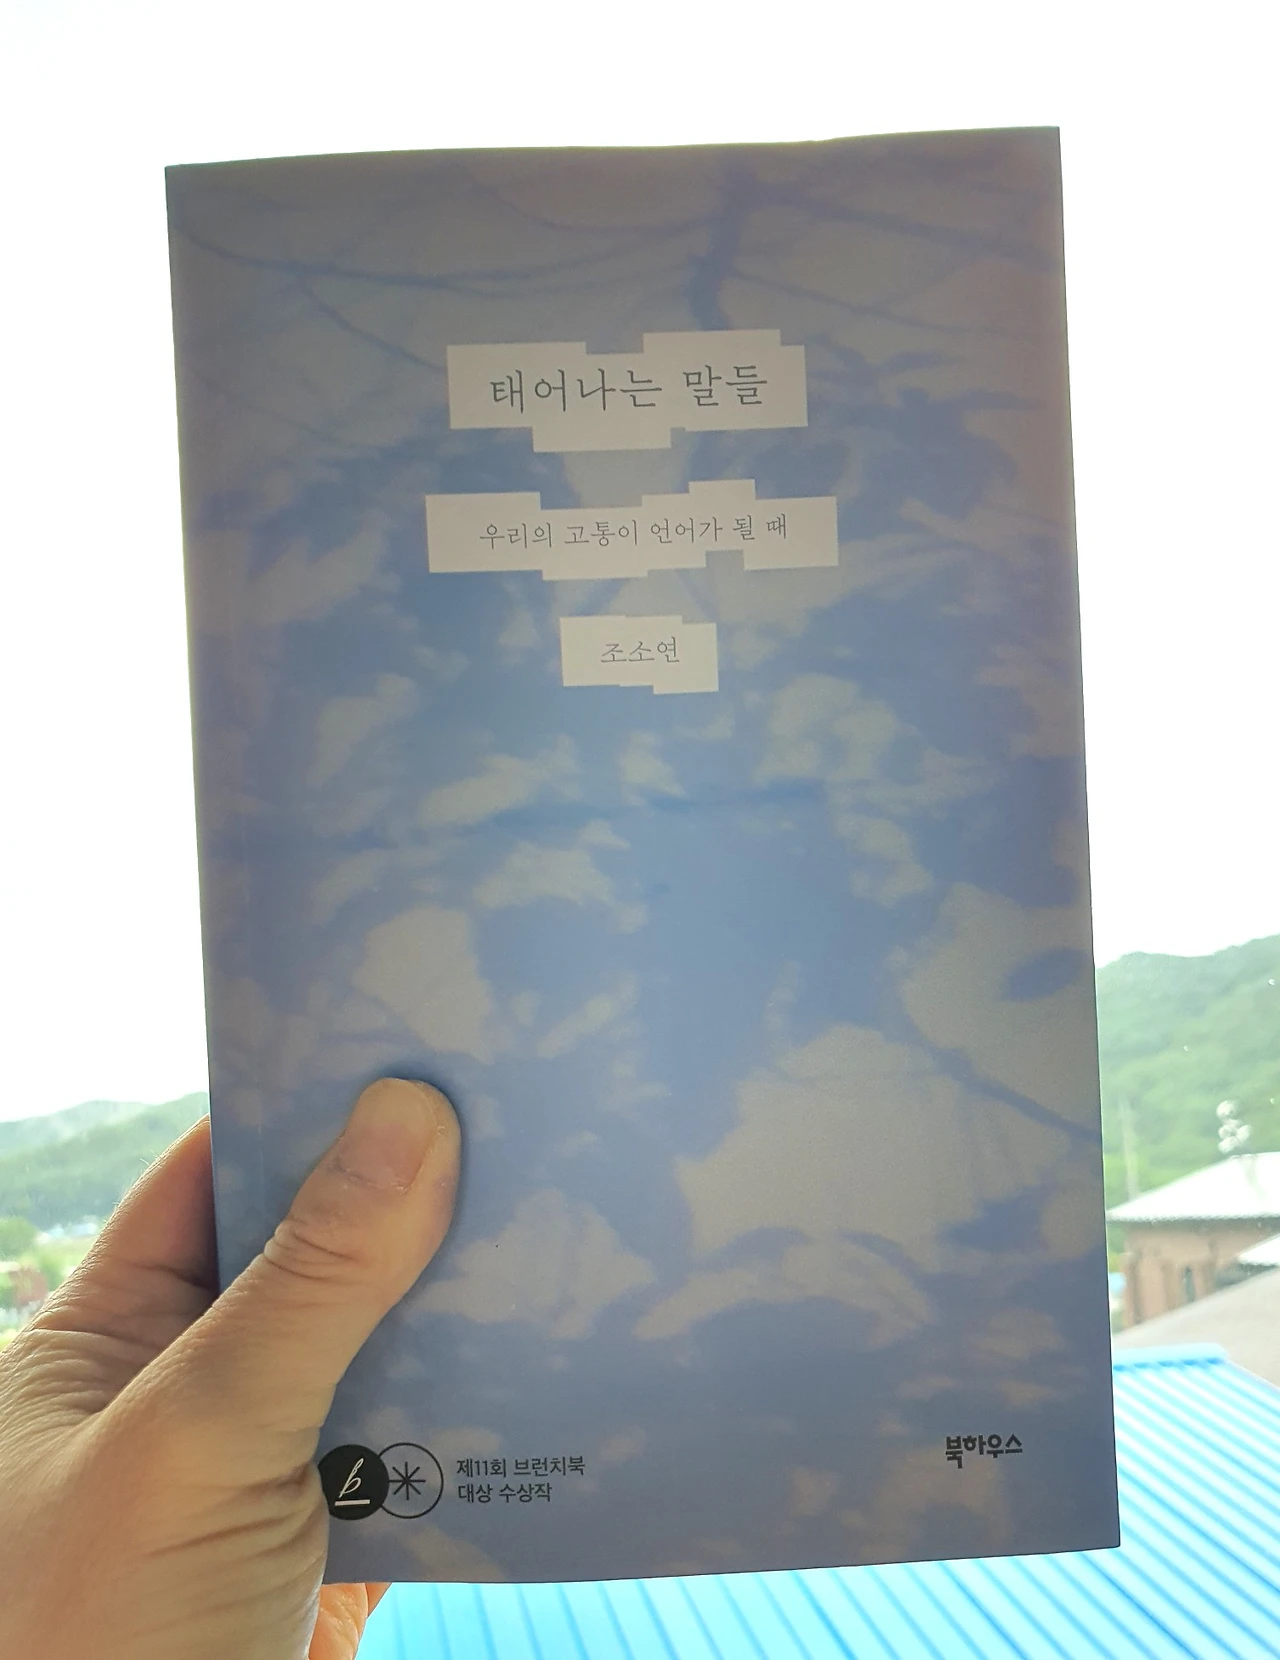 태어나는 말들
우리의 고통이 언어가 될 때
조소연
b
제11회 브런치북
대상 수상작
북하우스